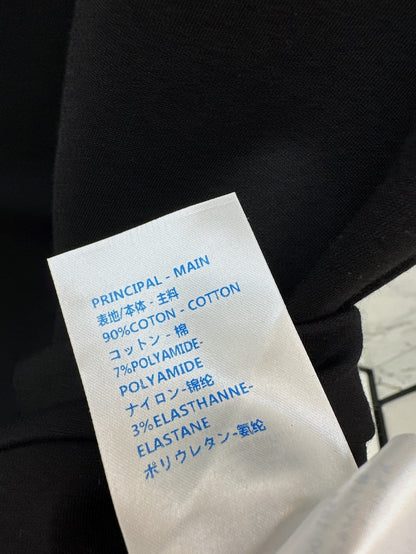 PRINCIPAL - MAIN
表地/本体 - 主料
90%COTON - COTTON
コットン - 棉
7%POLYAMIDE-
POLYAMIDE
ナイロン-锦纶
3%ELASTHANNE-
ELASTANE
ポリウレタン-氨纶